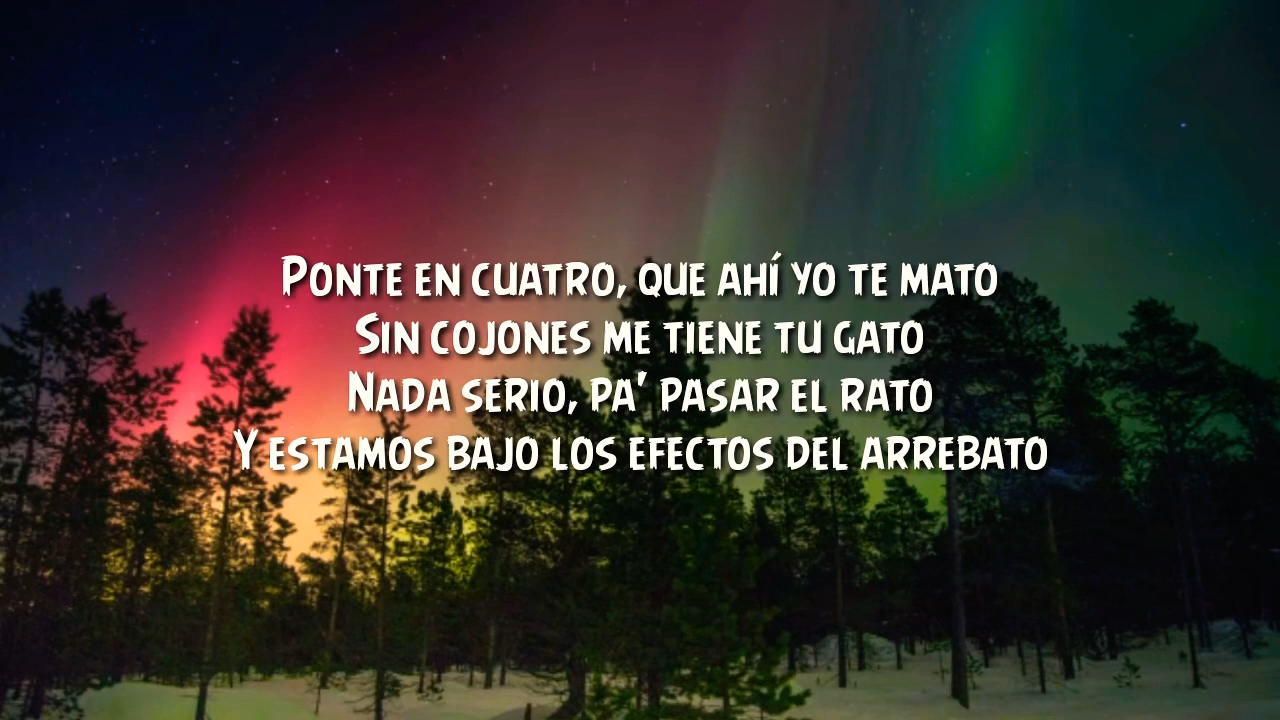 Ponte en cuatro, que ahí yo te mato
Sin cojones me tiene tu gato
Nada serio, pa' pasar el rato
Y estamos bajo los efectos del arrebato